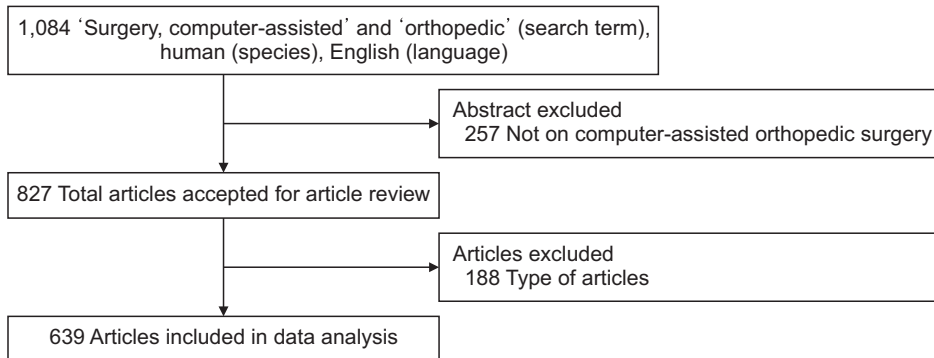 1,084 ‘Surgery, computer-assisted’ and ‘orthopedic’ (search term),
human (species), English (language)
Abstract excluded
257 Not on computer-assisted orthopedic surgery
827 Total articles accepted for article review
Articles excluded
188 Type of articles
639 Articles included in data analysis